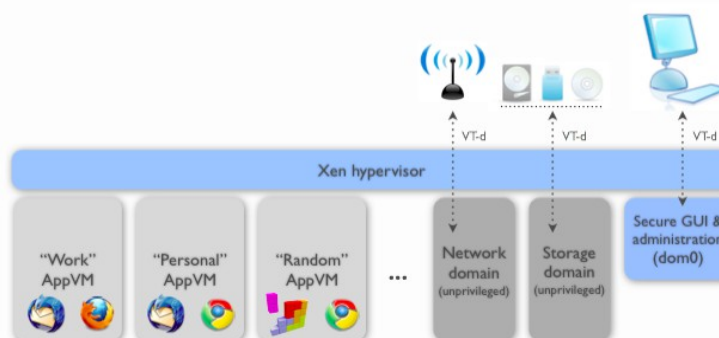 VT-d
VT-d
VT-d
Xen hypervisor
“Work”
AppVM
“Personal”
AppVM
“Random”
AppVM
...
Network
domain
(unprivileged)
Storage
domain
(unprivileged)
Secure GUI &
administration
(dom0)